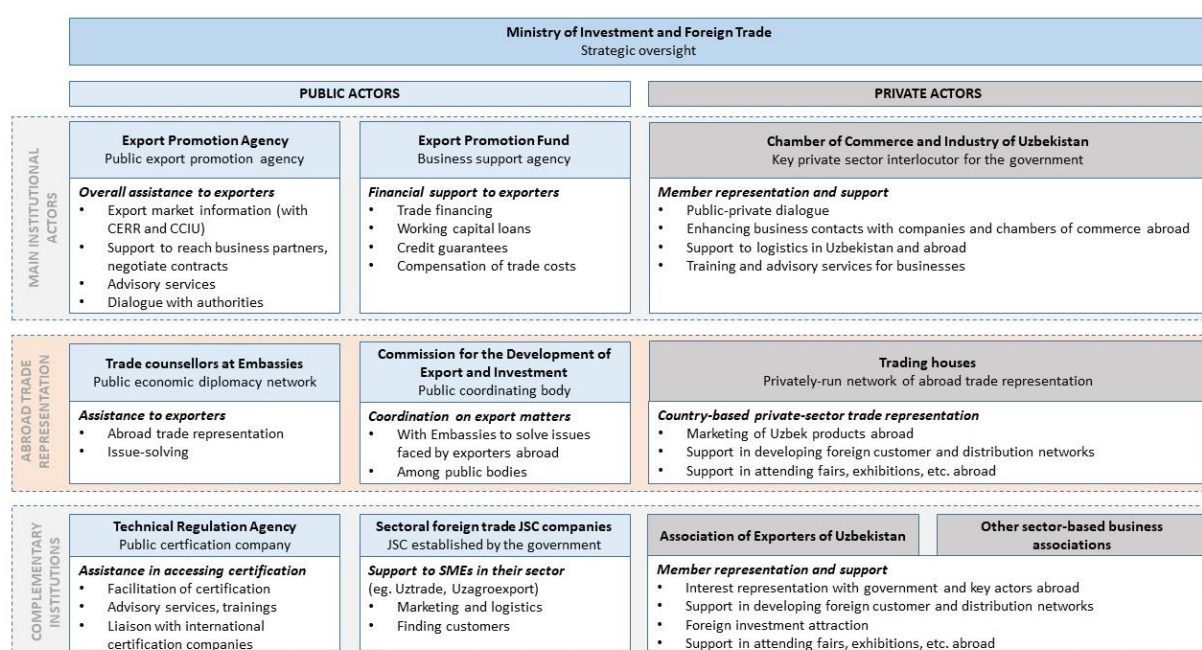 Ministry of Investment and Foreign Trade
Strategic oversight
PUBLIC ACTORS
PRIVATE ACTORS
MAIN INSTITUTIONAL
ACTORS
Export Promotion Agency
Public export promotion agency
Overall assistance to exporters
• Export market information (with
CERR and CCIU)
• Support to reach business partners,
negotiate contracts
• Advisory services
• Dialogue with authorities
Export Promotion Fund
Business support agency
Financial support to exporters
• Trade financing
• Working capital loans
• Credit guarantees
• Compensation of trade costs
Chamber of Commerce and Industry of Uzbekistan
Key private sector interlocutor for the government
Member representation and support
• Public-private dialogue
• Enhancing business contacts with companies and chambers of commerce abroad
• Support to logistics in Uzbekistan and abroad
• Training and advisory services for businesses
ABROAD TRADE
REPRESENTATION
Trade counsellors at Embassies
Public economic diplomacy network
Assistance to exporters
• Abroad trade representation
• Issue-solving
Commission for the Development of
Export and Investment
Public coordinating body
Coordination on export matters
• With Embassies to solve issues
faced by exporters abroad
• Among public bodies
Trading houses
Privately-run network of abroad trade representation
Country-based private-sector trade representation
• Marketing of Uzbek products abroad
• Support in developing foreign customer and distribution networks
• Support in attending fairs, exhibitions, etc. abroad
COMPLEMENTARY
INSTITUTIONS
Technical Regulation Agency
Public certfication company
Assistance in accessing certification
• Facilitation of certification
• Advisory services, trainings
• Liaison with international
certification companies
Sectoral foreign trade JSC companies
JSC established by the government
Support to SMEs in their sector
(eg. Uztrade, Uzagroexport)
• Marketing and logistics
• Finding customers
Association of Exporters of Uzbekistan
Other sector-based business
associations
Member representation and support
• Interest representation with government and key actors abroad
• Support in developing foreign customer and distribution networks
• Foreign investment attraction
• Support in attending fairs, exhibitions, etc. abroad